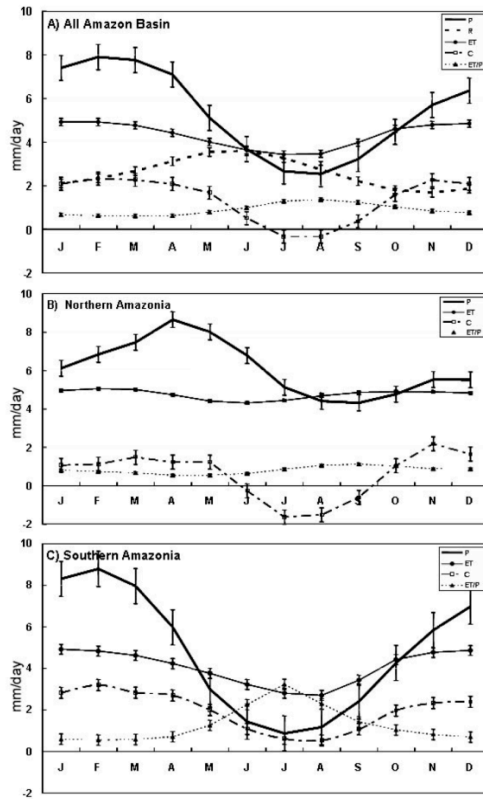 A) All Amazon Basin
P
R
ET
C
ET/P
mm/day
10
8
6
4
2
0
-2
J F M A M J J A S O N D
B) Northern Amazonia
P
ET
C
ET/P
mm/day
10
8
6
4
2
0
-2
J F M A M J J A S O N D
C) Southern Amazonia
P
ET
C
ET/P
mm/day
10
8
6
4
2
0
-2
J F M A M J J A S O N D